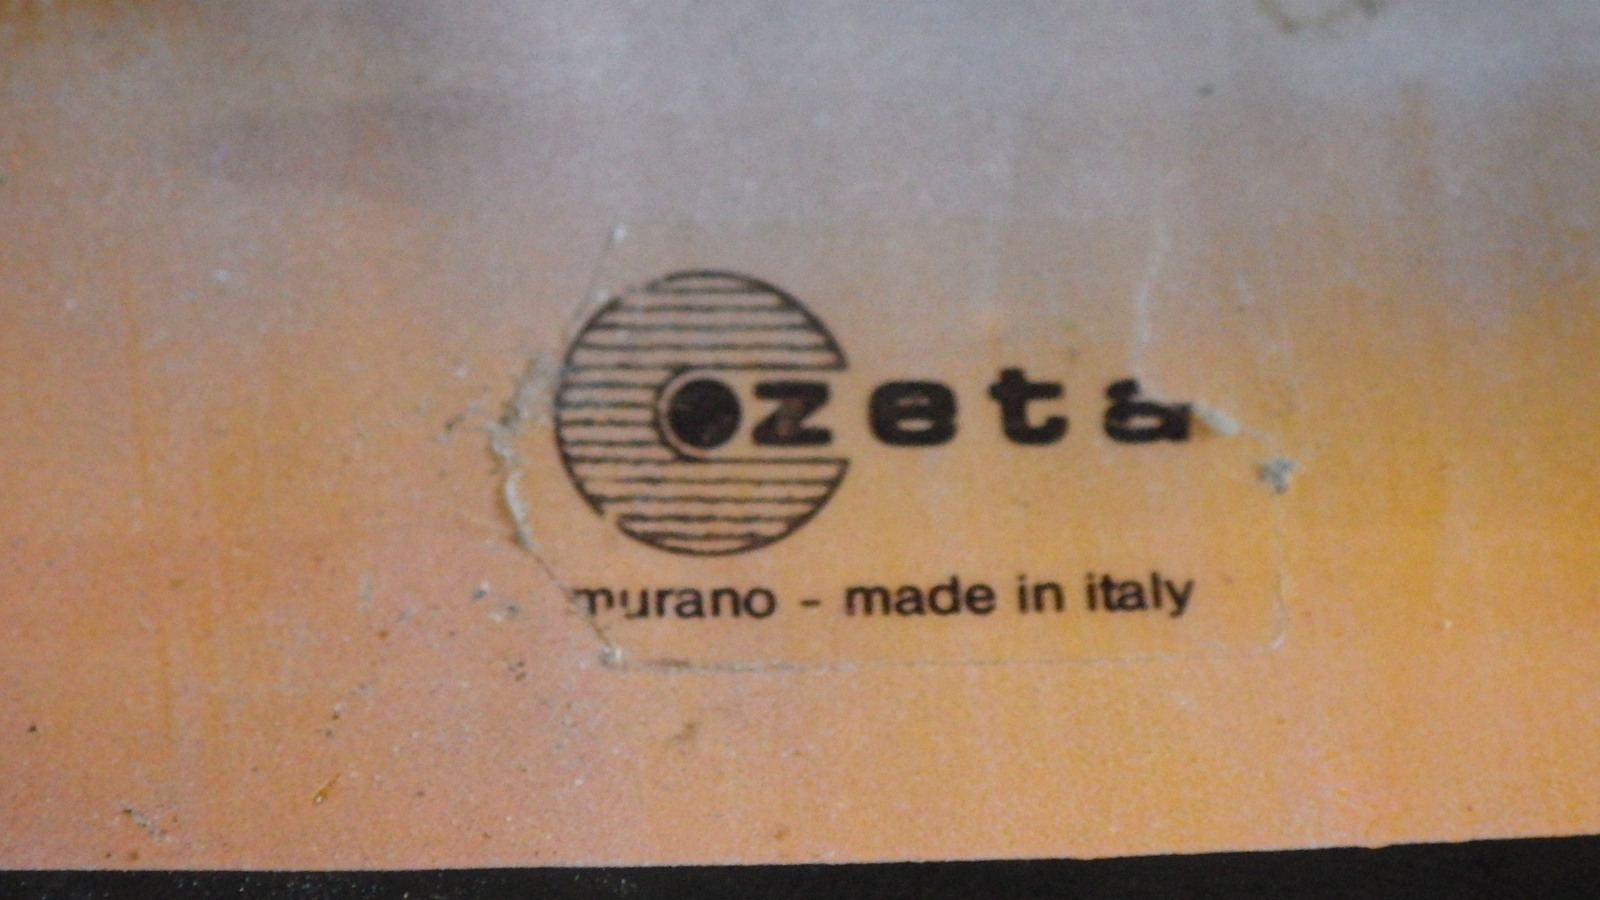 zeta
murano - made in italy